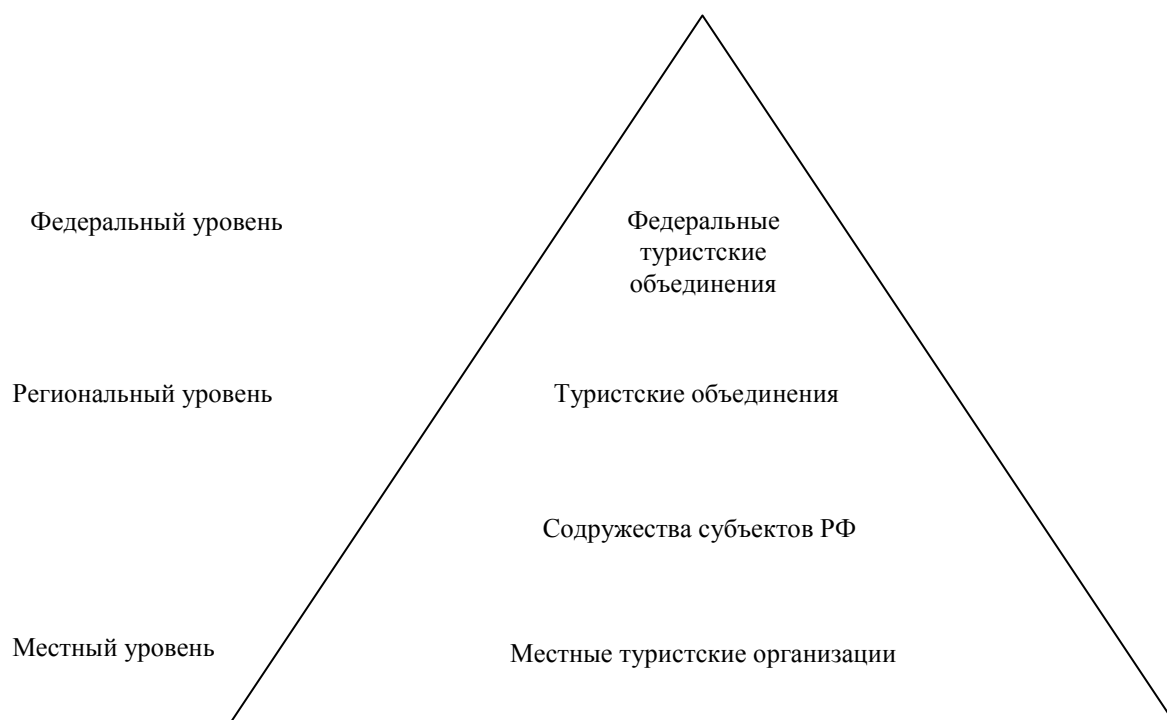 Федеральный уровень
Федеральные
туристские
объединения
Региональный уровень
Туристские объединения
Содружества субъектов РФ
Местный уровень
Местные туристские организации